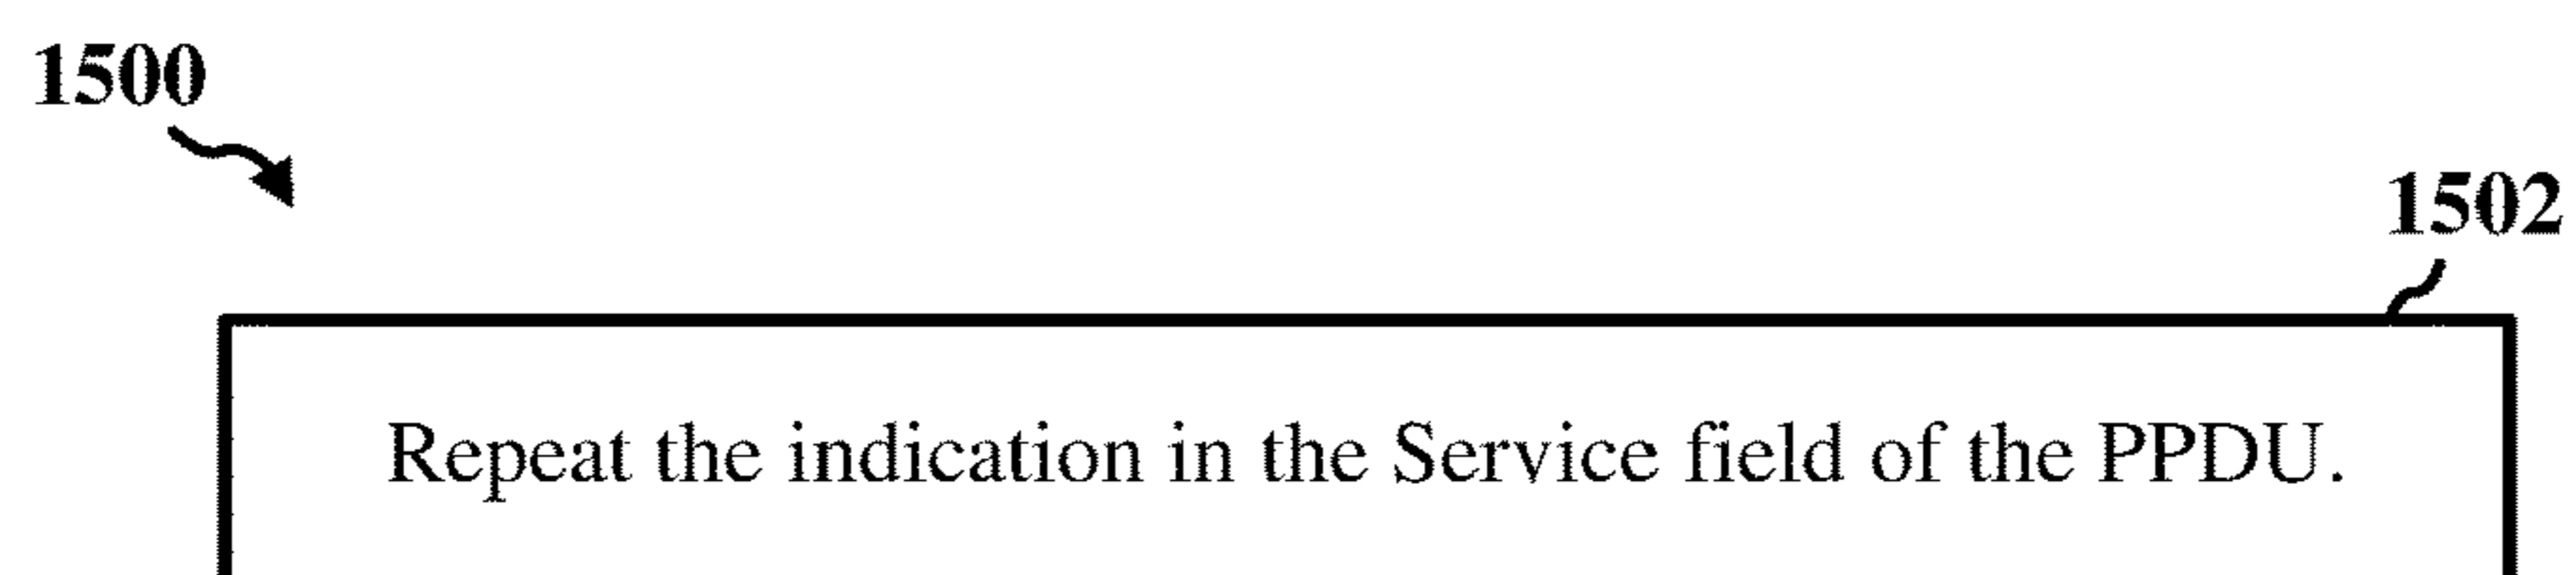 1500
1502
Repeat the indication in the Service field of the PPDU.